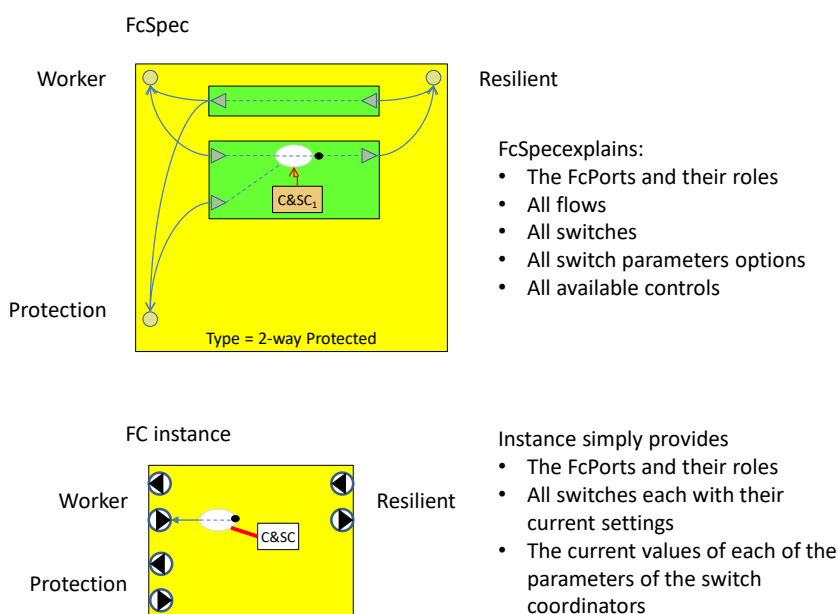 FcSpec
Worker
Resilient
C&SC1
Protection
Type = 2-way Protected
FcSpecexplains:
• The FcPorts and their roles
• All flows
• All switches
• All switch parameters options
• All available controls
FC instance
Worker
Resilient
C&SC
Protection
Instance simply provides
• The FcPorts and their roles
• All switches each with their
current settings
• The current values of each of the
parameters of the switch
coordinators